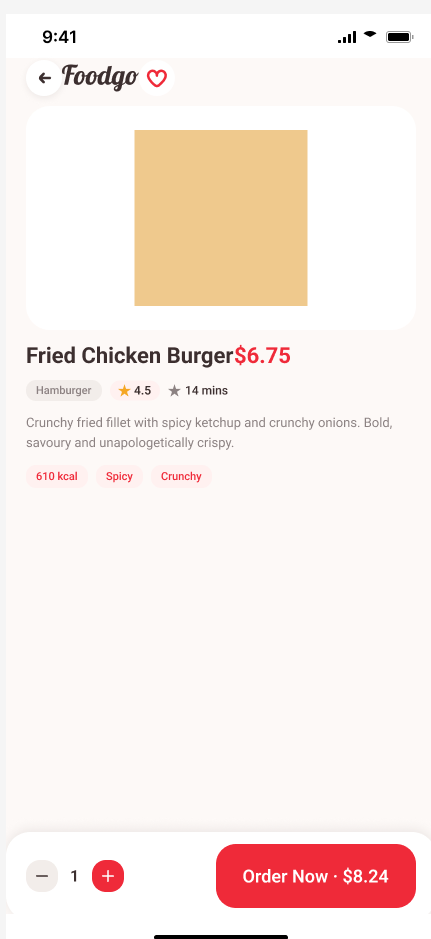 9:41
Foodgo
Fried Chicken Burger$6.75
Hamburger 4.5 14 mins
Crunchy fried fillet with spicy ketchup and crunchy onions. Bold,
savoury and unapologetically crispy.
610 kcal Spicy Crunchy
1 Order Now · $8.24